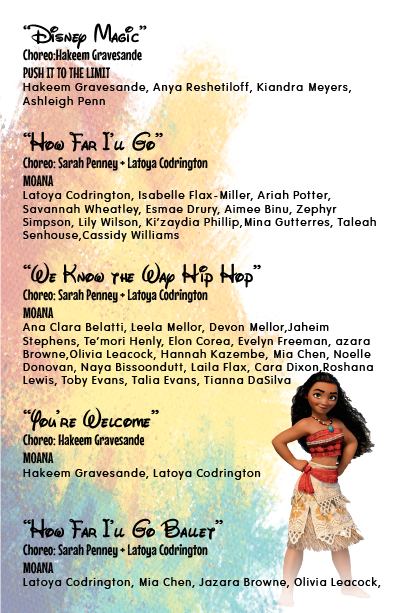 “Disney Magic”
Choreo:Hakeem Gravesande
PUSH IT TO THE LIMIT
Hakeem Gravesande, Anya Reshetiloff, Kiandra Meyers,
Ashleigh Penn
“How Far I'll Go”
Choreo: Sarah Penney + Latoya Codrington
MOANA
Latoya Codrington, Isabelle Flax-Miller, Ariah Potter,
Savannah Wheatley, Esmae Drury, Aimee Binu, Zephyr
Simpson, Lily Wilson, Ki'zaydia Phillip,Mina Gutterres, Taleah
Senhouse,Cassidy Williams
“We Know the Way Hip Hop”
Choreo: Sarah Penney + Latoya Codrington
MOANA
Ana Clara Belatti, Leela Mellor, Devon Mellor,Jaheim
Stephens, Te'mori Henly, Elon Corea, Evelyn Freeman, azara
Browne,Olivia Leacock, Hannah Kazembe, Mia Chen, Noelle
Donovan, Naya Bissoondutt, Laila Flax, Cara Dixon,Roshana
Lewis, Toby Evans, Talia Evans, Tianna DaSilva
“You're Welcome”
Choreo: Hakeem Gravesande
MOANA
Hakeem Gravesande, Latoya Codrington
“How Far I'll Go Ballet”
Choreo: Sarah Penney + Latoya Codrington
MOANA
Latoya Codrington, Mia Chen, Jazara Browne, Olivia Leacock,